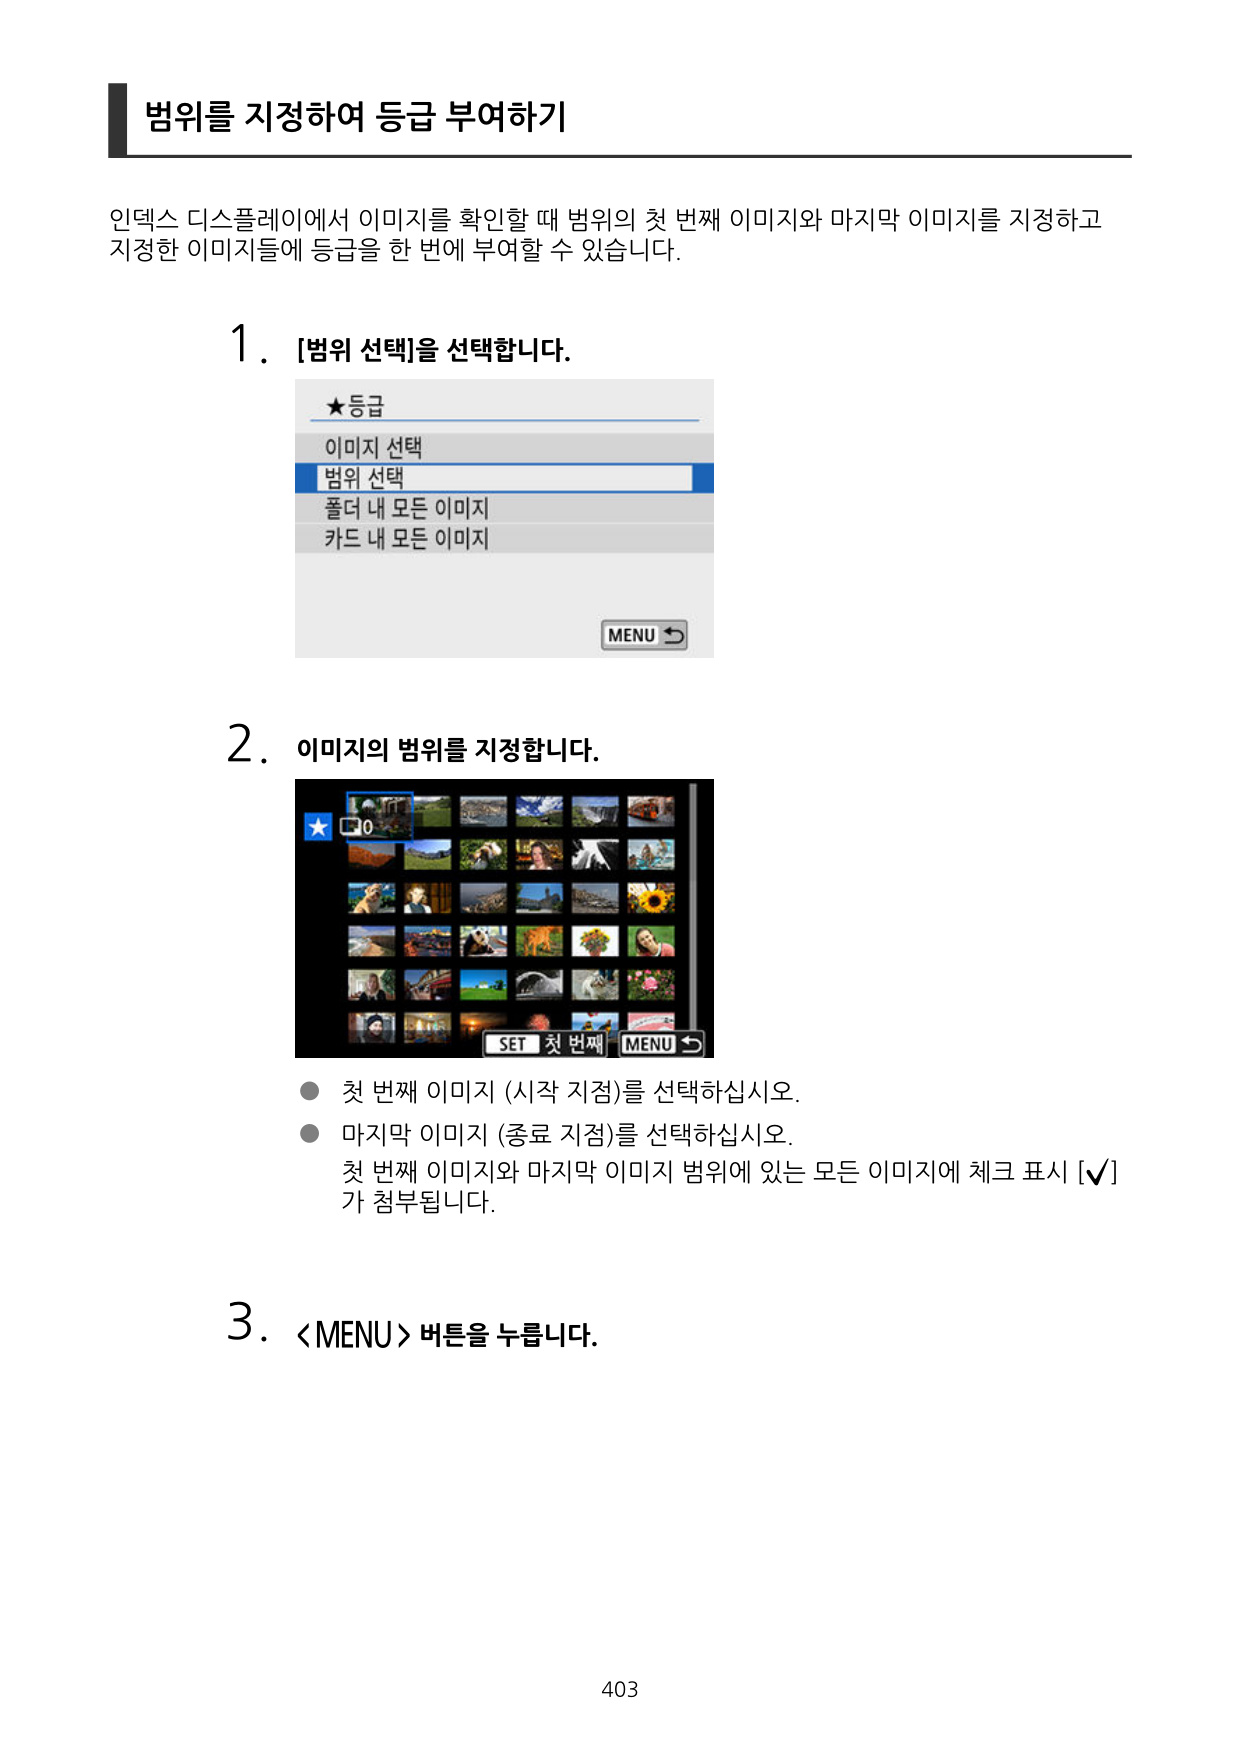 범위를 지정하여 등급 부여하기
인덱스 디스플레이에서 이미지를 확인할 때 범위의 첫 번째 이미지와 마지막 이미지를 지정하고
지정한 이미지들에 등급을 한 번에 부여할 수 있습니다.
1. [범위 선택]을 선택합니다.
★등급
이미지 선택
범위 선택
폴더 내 모든 이미지
카드 내 모든 이미지
MENU
2. 이미지의 범위를 지정합니다.
★ 0
SET 첫 번째 MENU
● 첫 번째 이미지 (시작 지점)를 선택하십시오.
● 마지막 이미지 (종료 지점)를 선택하십시오.
첫 번째 이미지와 마지막 이미지 범위에 있는 모든 이미지에 체크 표시 [✓]
가 첨부됩니다.
3. <MENU> 버튼을 누릅니다.
403